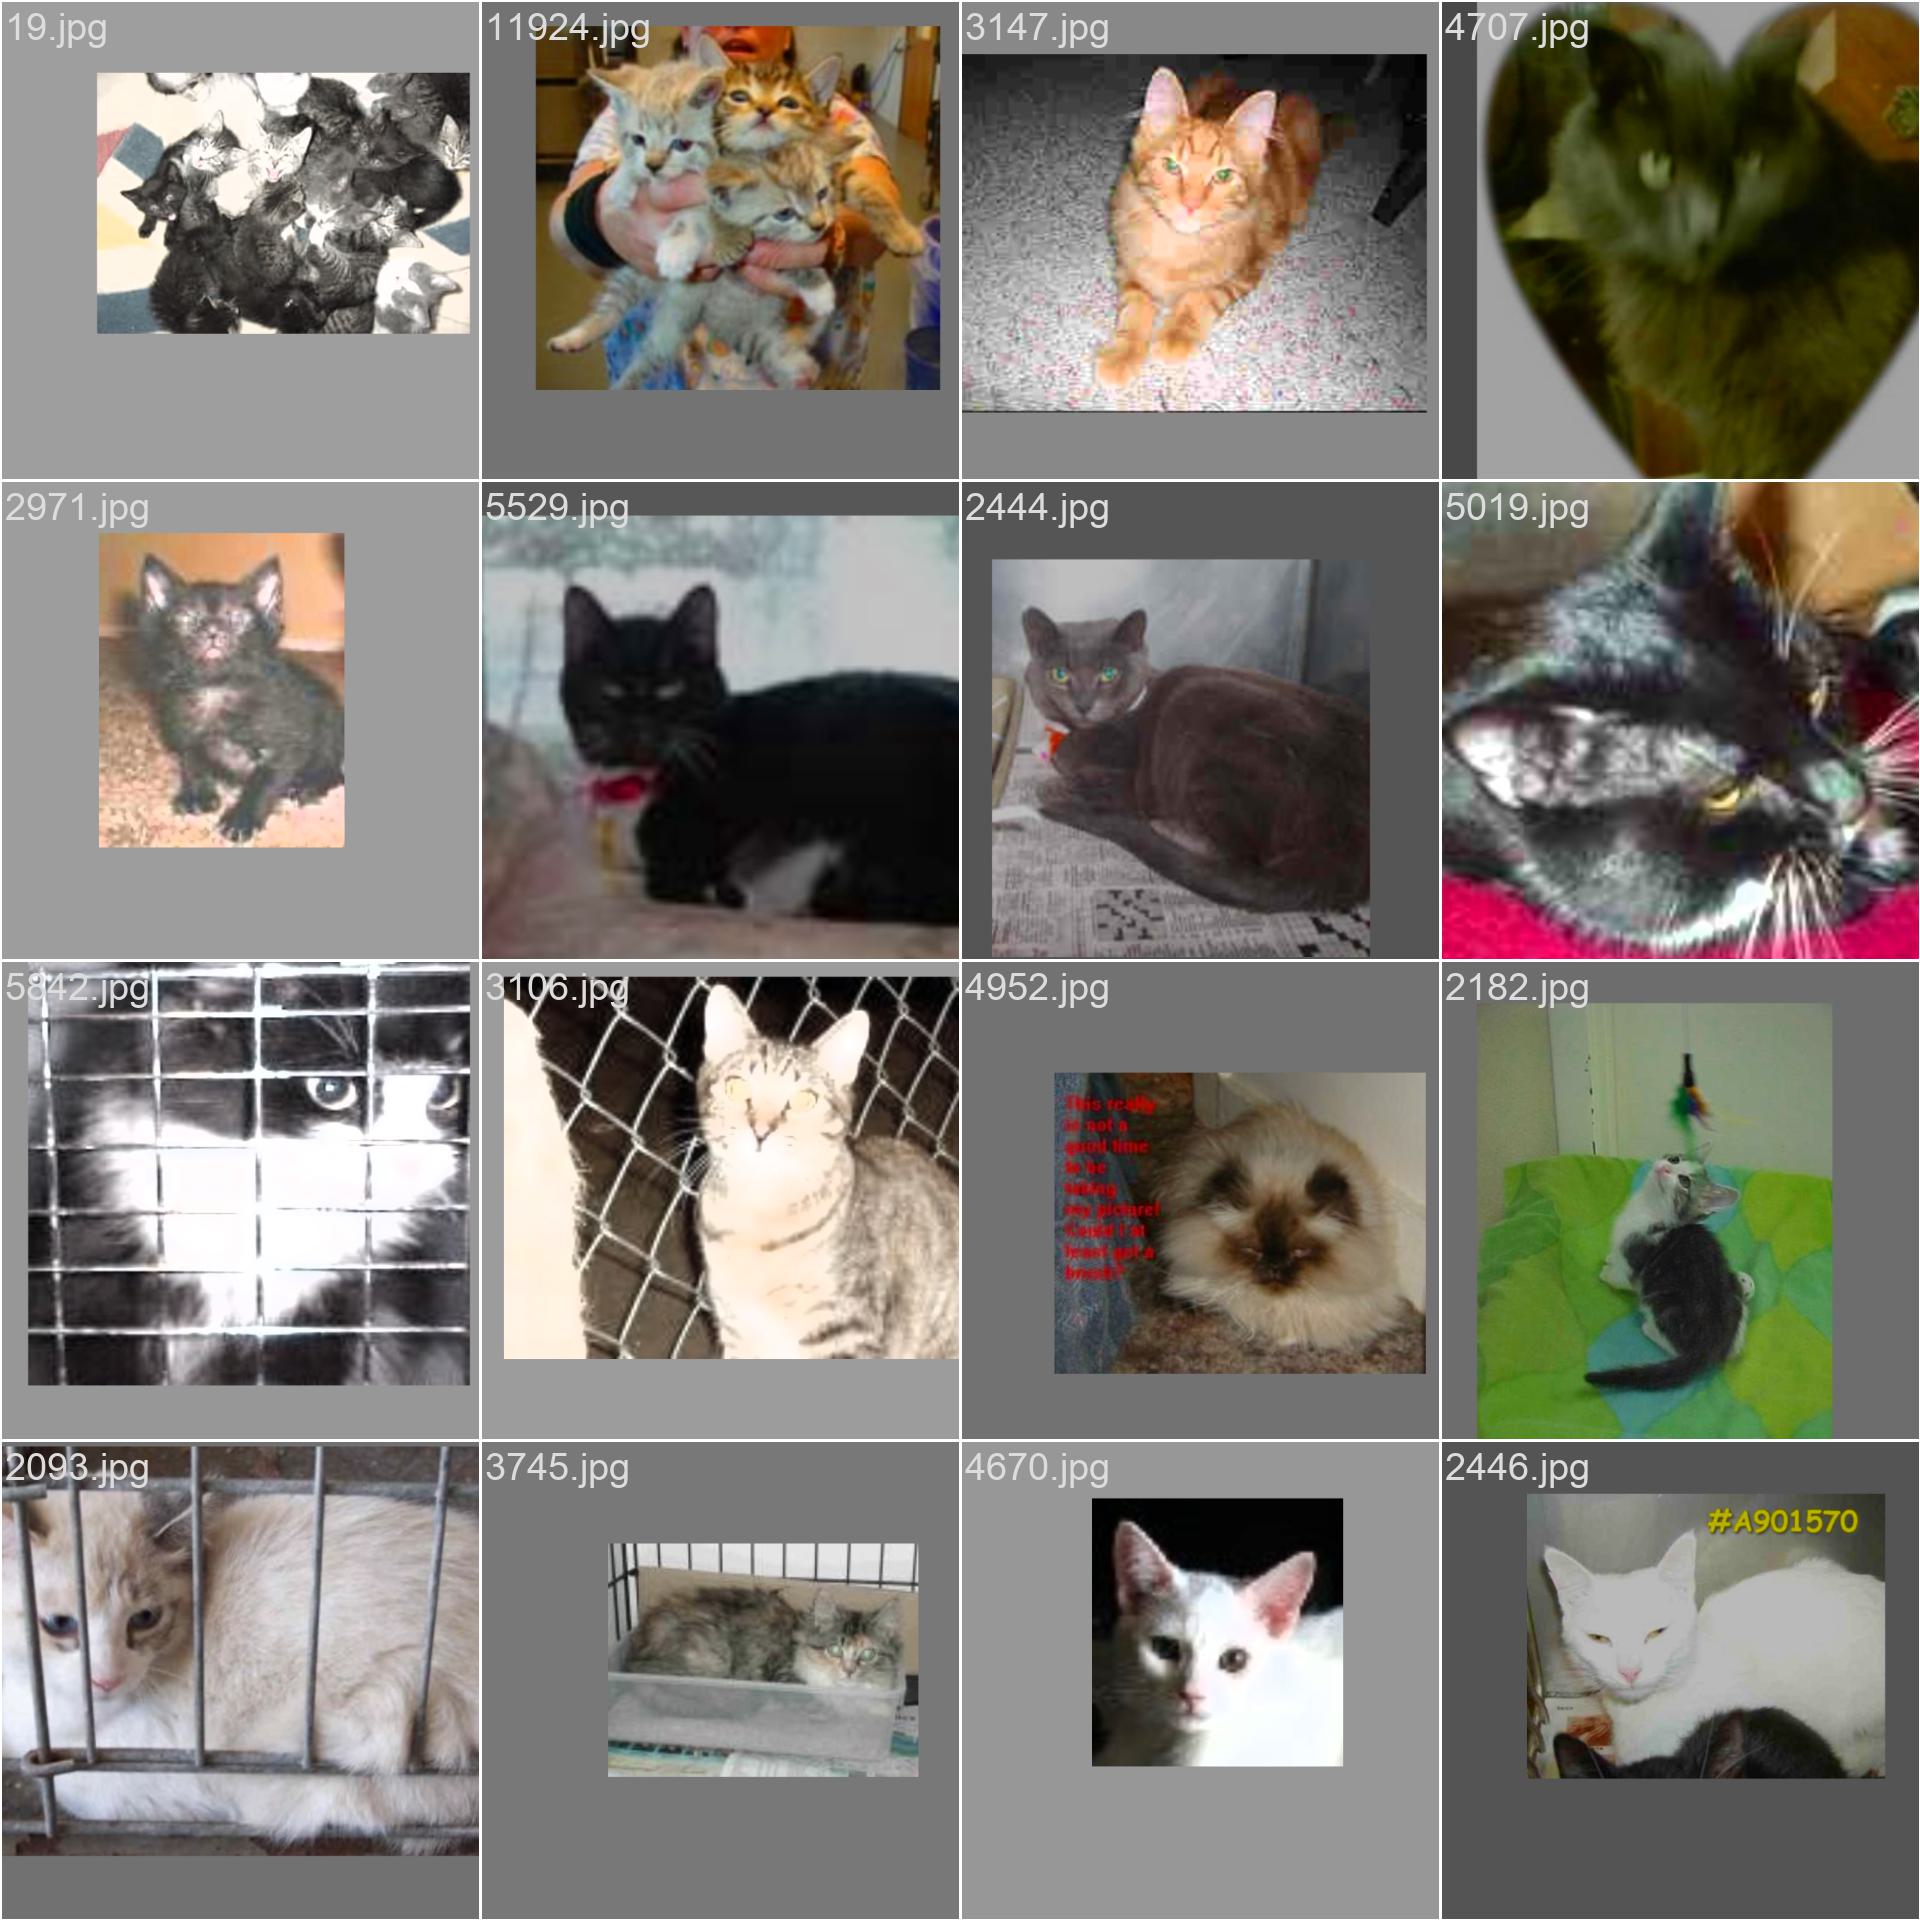 19.jpg
11924.jpg
3147.jpg
4707.jpg
2971.jpg
5529.jpg
2444.jpg
5019.jpg
5842.jpg
3106.jpg
4952.jpg
2182.jpg
This really
is not a
good time
to be
taking
my picture!
Could I at
least get a
brush?
2093.jpg
3745.jpg
4670.jpg
2446.jpg
#A901570